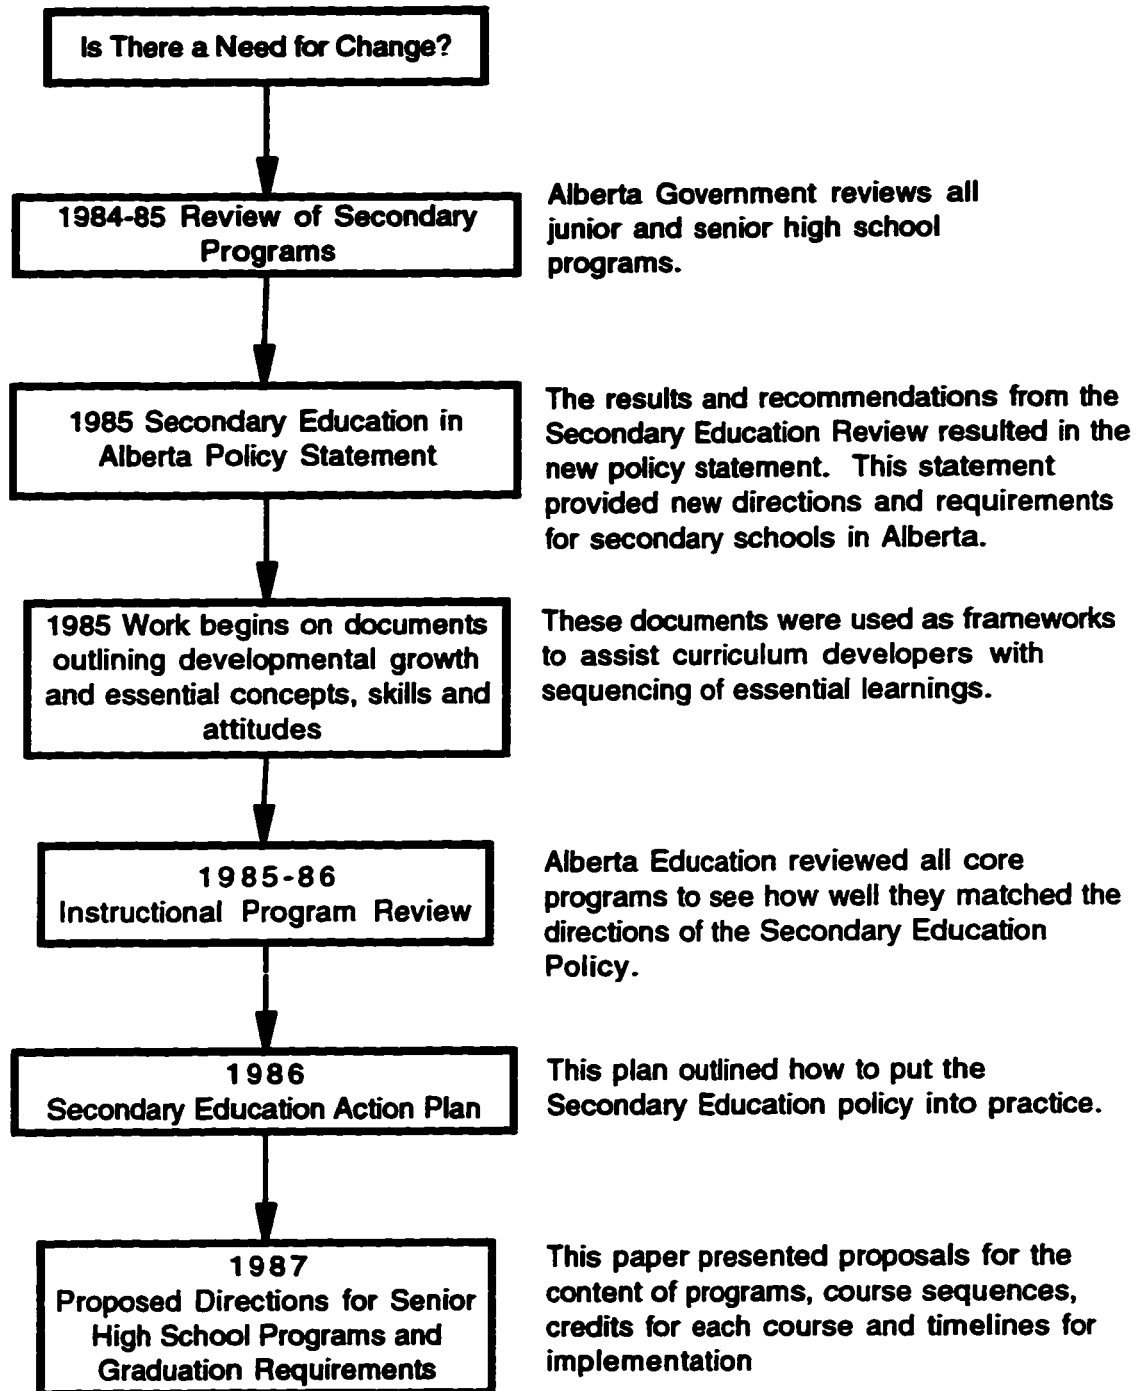 Is There a Need for Change?
1984-85 Review of Secondary
Programs
Alberta Government reviews all
junior and senior high school
programs.
1985 Secondary Education in
Alberta Policy Statement
The results and recommendations from the
Secondary Education Review resulted in the
new policy statement. This statement
provided new directions and requirements
for secondary schools in Alberta.
1985 Work begins on documents
outlining developmental growth
and essential concepts, skills and
attitudes
These documents were used as frameworks
to assist curriculum developers with
sequencing of essential learnings.
1985-86
Instructional Program Review
Alberta Education reviewed all core
programs to see how well they matched the
directions of the Secondary Education
Policy.
1986
Secondary Education Action Plan
This plan outlined how to put the
Secondary Education policy into practice.
1987
Proposed Directions for Senior
High School Programs and
Graduation Requirements
This paper presented proposals for the
content of programs, course sequences,
credits for each course and timelines for
implementation